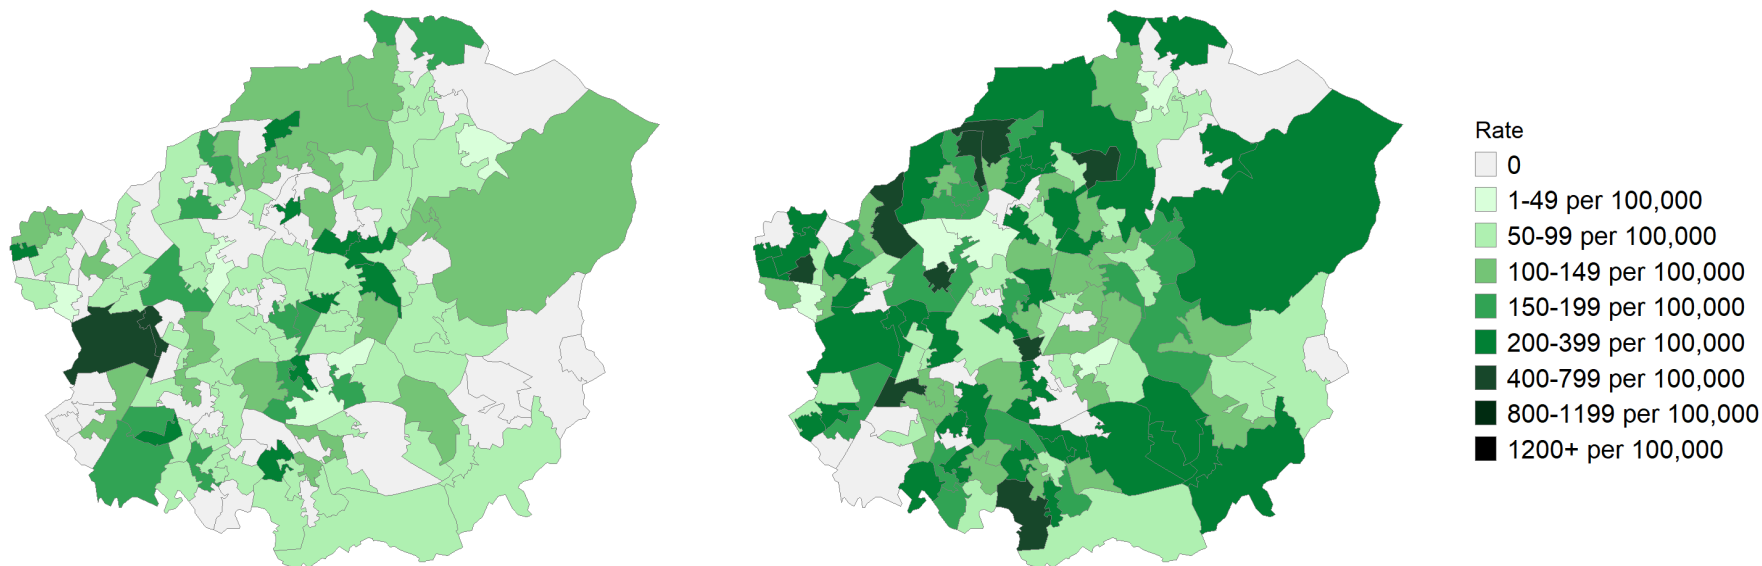 Rate
0
1-49 per 100,000
50-99 per 100,000
100-149 per 100,000
150-199 per 100,000
200-399 per 100,000
400-799 per 100,000
800-1199 per 100,000
1200+ per 100,000